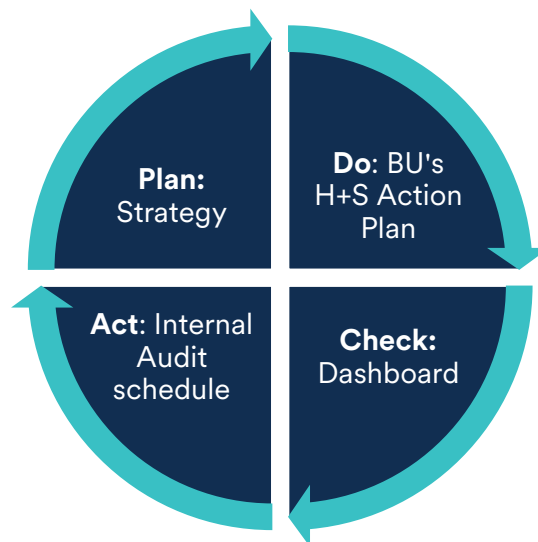 Plan:
Strategy
Do: BU's
H+S Action
Plan
Act: Internal
Audit
schedule
Check:
Dashboard